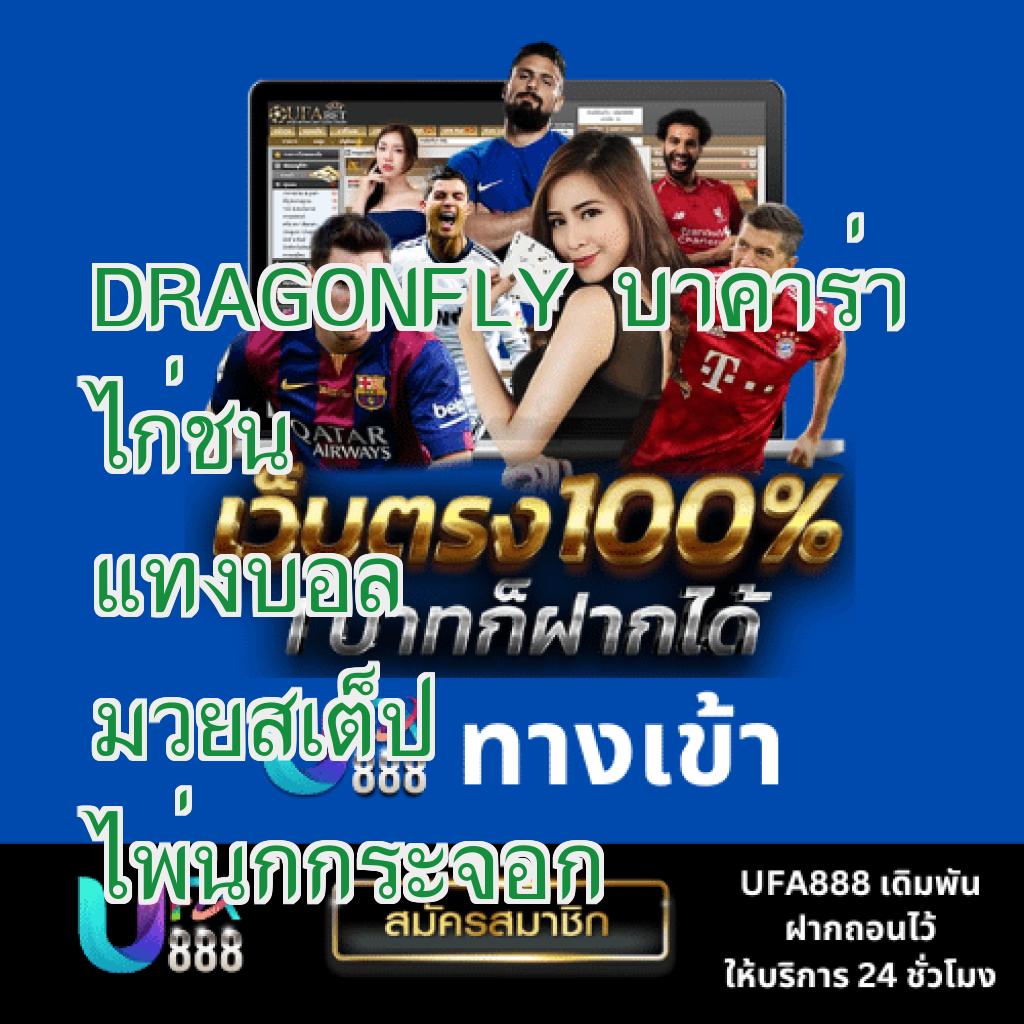 UFABET
DRAGONFLY บาคาร่า
ไก่ชน
QATAR
AIRWAYS
T
เว็บตรง100%
แทงบอล
1 บาทก็ฝากได้
มวยสเต็ป
888 ทางเข้า
ไพ่นกกระจอก
888
สมัครสมาชิก
UFA888 เดิมพัน
ฝากถอนไว้
ให้บริการ 24 ชั่วโมง